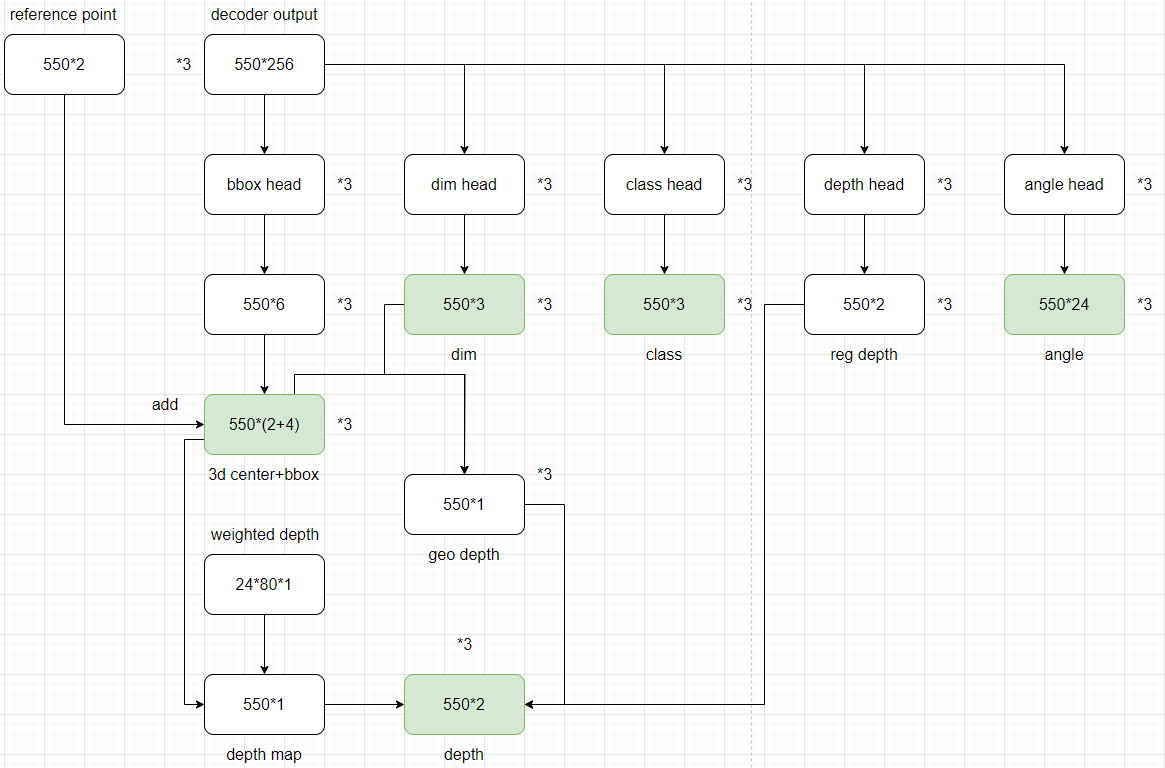 reference point
decoder output
550*2
*3
550*256
bbox head
*3
dim head
*3
class head
*3
depth head
*3
angle head
*3
550*6
*3
550*3
*3
550*3
*3
550*2
*3
550*24
*3
dim
class
reg depth
angle
add
550*(2+4)
*3
3d center+bbox
*3
550*1
geo depth
weighted depth
24*80*1
*3
550*1
550*2
depth map
depth